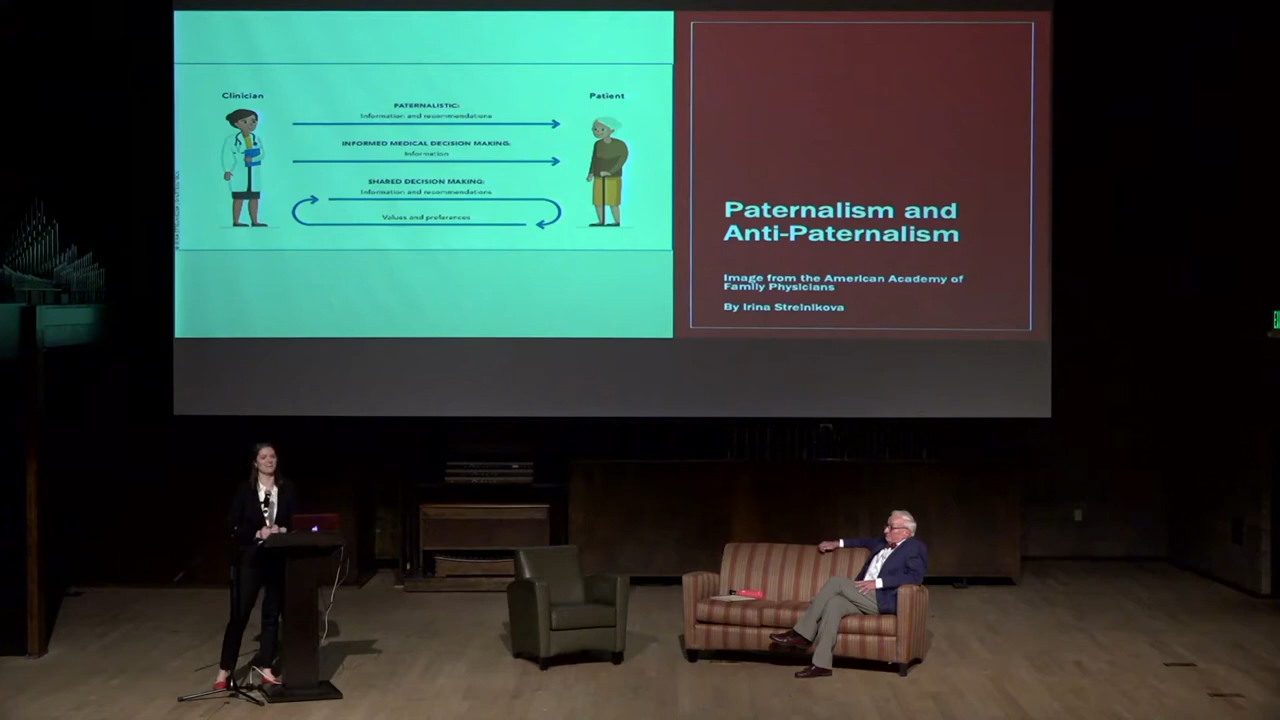 Clinician
Patient
PATERNALISTIC:
Information and recommendations
INFORMED MEDICAL DECISION MAKING:
Information
SHARED DECISION MAKING:
Information and recommendations
Values and preferences
Paternalism and
Anti-Paternalism
Image from the American Academy of
Family Physicians
By Irina Strelnikova